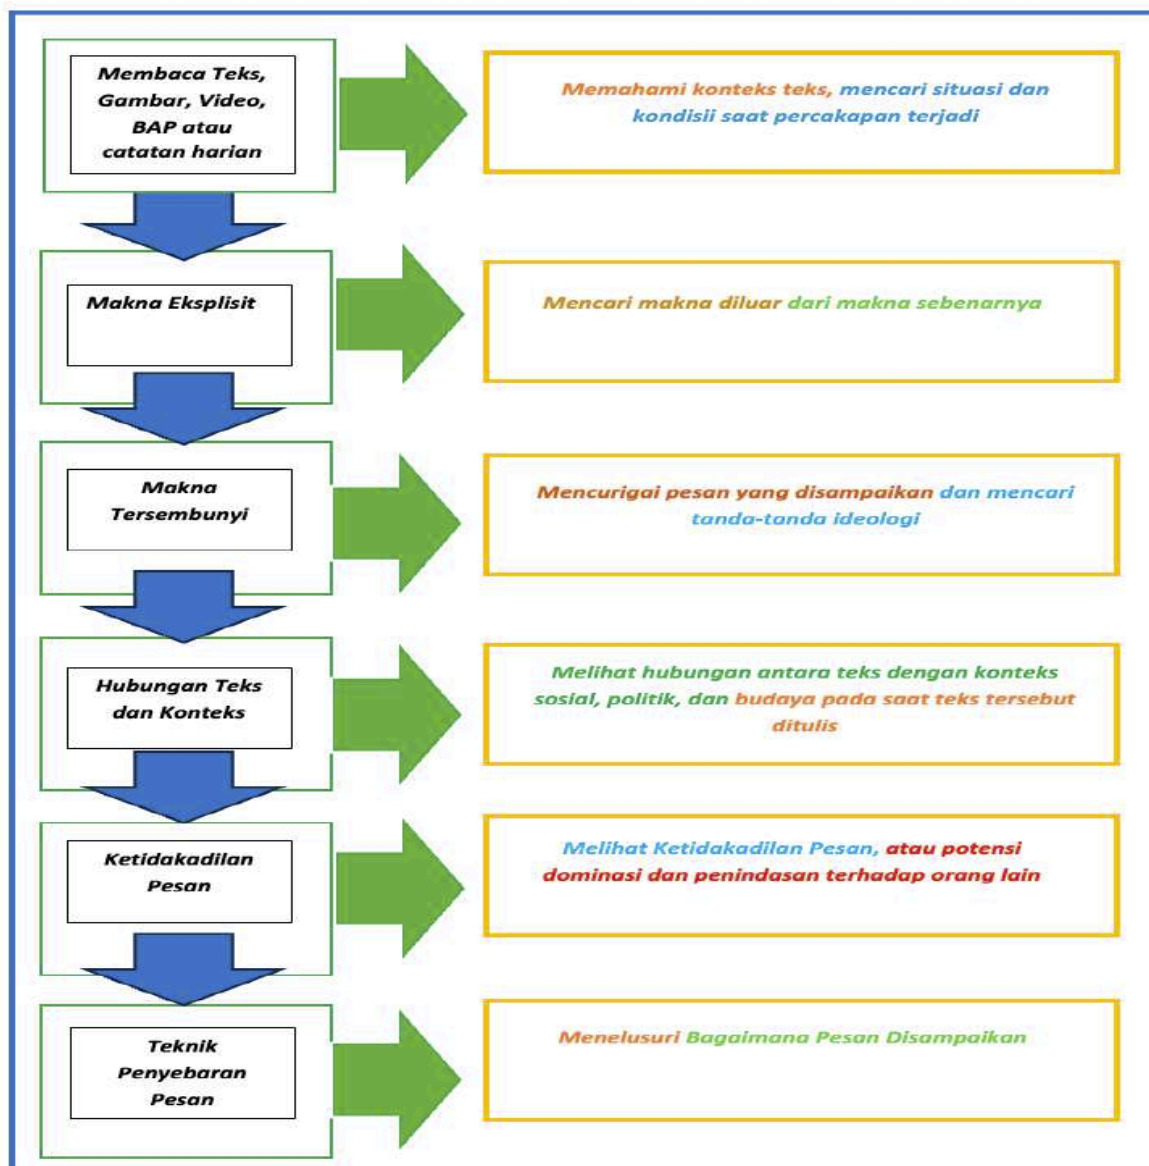 Membaca Teks,
Gambar, Video,
BAP atau
catatan harian
Memahami konteks teks, mencari situasi dan
kondisii saat percakapan terjadi
Makna Eksplisit
Mencari makna diluar dari makna sebenarnya
Makna
Tersembunyi
Mencurigai pesan yang disampaikan dan mencari
tanda-tanda ideologi
Hubungan Teks
dan Konteks
Melihat hubungan antara teks dengan konteks
sosial, politik, dan budaya pada saat teks tersebut
ditulis
Ketidakadilan
Pesan
Melihat Ketidakadilan Pesan, atau potensi
dominasi dan penindasan terhadap orang lain
Teknik
Penyebaran
Pesan
Menelusuri Bagaimana Pesan Disampaikan